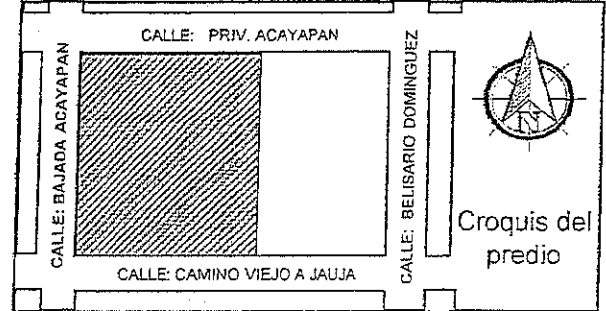 CALLE: PRIV. ACAYAPAN
CALLE: BAJADA ACAYAPAN
CALLE: BELISARIO DOMINGUEZ
N
Croquis del
predio
CALLE: CAMINO VIEJO A JAUJA